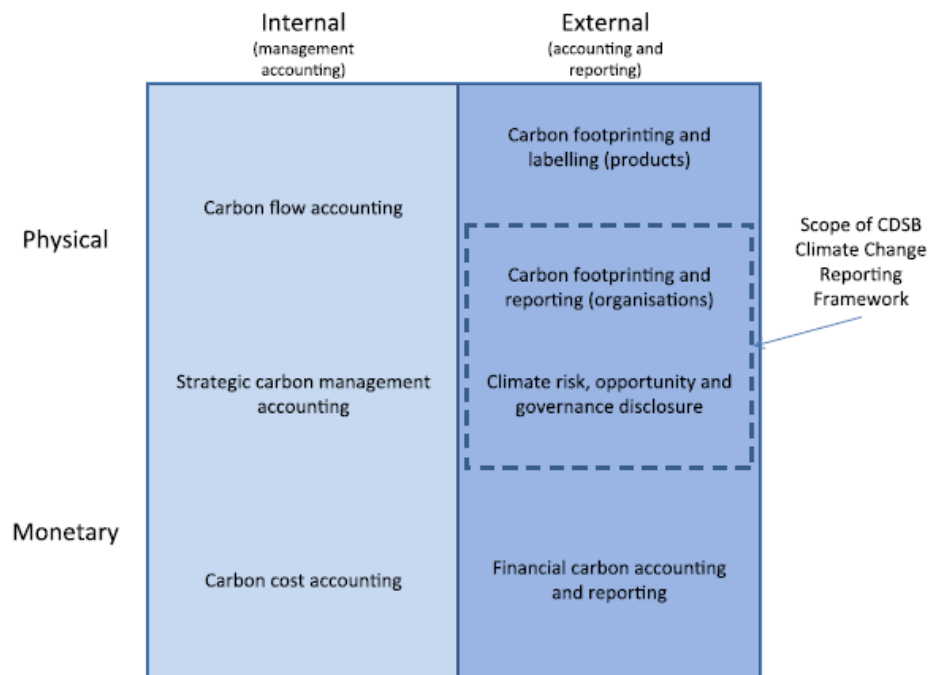 Internal
(management
accounting)
External
(accounting and
reporting)
Physical
Carbon flow accounting
Carbon footprinting and
labelling (products)
Carbon footprinting and
reporting (organisations)
Scope of CDSB
Climate Change
Reporting
Framework
Strategic carbon management
accounting
Climate risk, opportunity and
governance disclosure
Monetary
Carbon cost accounting
Financial carbon accounting
and reporting